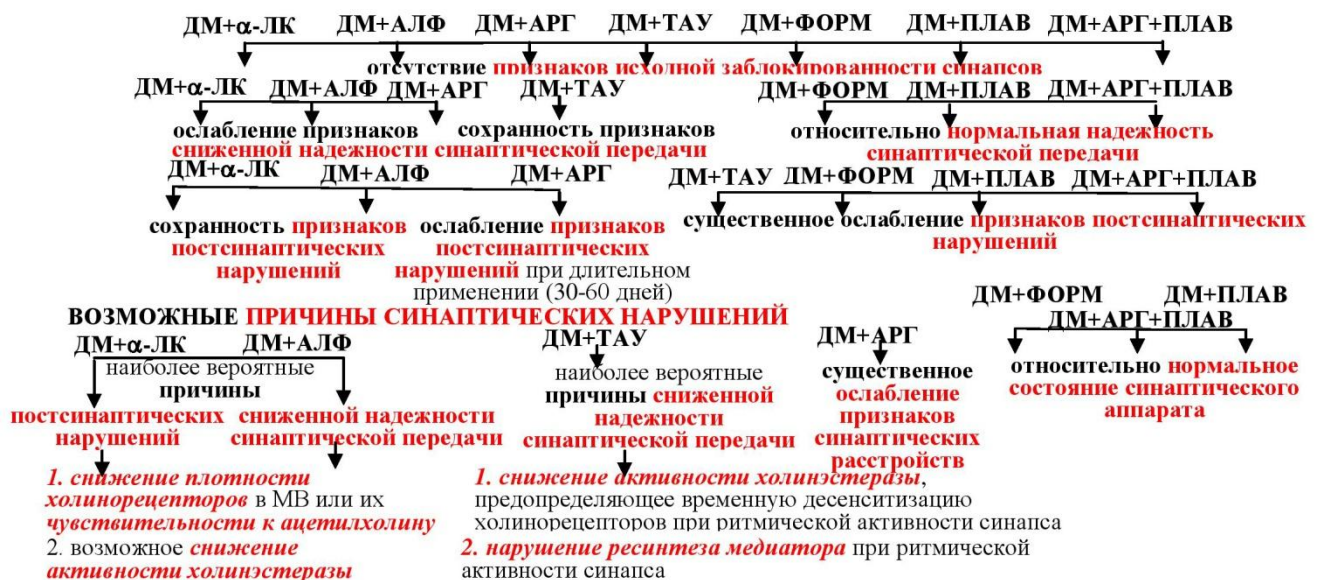 ДМ+α-ЛК ДМ+АЛФ ДМ+АРГ ДМ+ТАУ ДМ+ФОРМ ДМ+ПЛАВ ДМ+АРГ+ПЛАВ
отсутствие признаков исходной заблокированности синапсов
ДМ+α-ЛК ДМ+АЛФ ДМ+АРГ ДМ+ТАУ ДМ+ФОРМ ДМ+ПЛАВ ДМ+АРГ+ПЛАВ
ослабление признаков сохранность признаков относительно нормальная надежность
сниженной надежности синаптической передачи синаптической передачи
ДМ+α-ЛК ДМ+АЛФ ДМ+АРГ ДМ+ТАУ ДМ+ФОРМ ДМ+ПЛАВ ДМ+АРГ+ПЛАВ
сохранность признаков
постсинаптических
нарушений
ослабление признаков
постсинаптических
нарушений при длительном
применении (30-60 дней)
существенное ослабление признаков постсинаптических
нарушений
ВОЗМОЖНЫЕ ПРИЧИНЫ СИНАПТИЧЕСКИХ НАРУШЕНИЙ
ДМ+α-ЛК ДМ+АЛФ
наиболее вероятные
причины
постсинаптических
нарушений
сниженной надежности
синаптической передачи
1. снижение плотности
холинорецепторов в МВ или их
чувствительности к ацетилхолину
2. возможное снижение
активности холинэстеразы
ДМ+ТАУ
наиболее вероятные
причины сниженной
надежности
синаптической передачи
1. снижение активности холинэстеразы,
предопределяющее временную десенситизацию
холинорецепторов при ритмической активности синапса
2. нарушение ресинтеза медиатора при ритмической
активности синапса
ДМ+АРГ
существенное
ослабление
признаков
синаптических
расстройств
ДМ+ФОРМ ДМ+ПЛАВ
ДМ+АРГ+ПЛАВ
относительно нормальное
состояние синаптического
аппарата